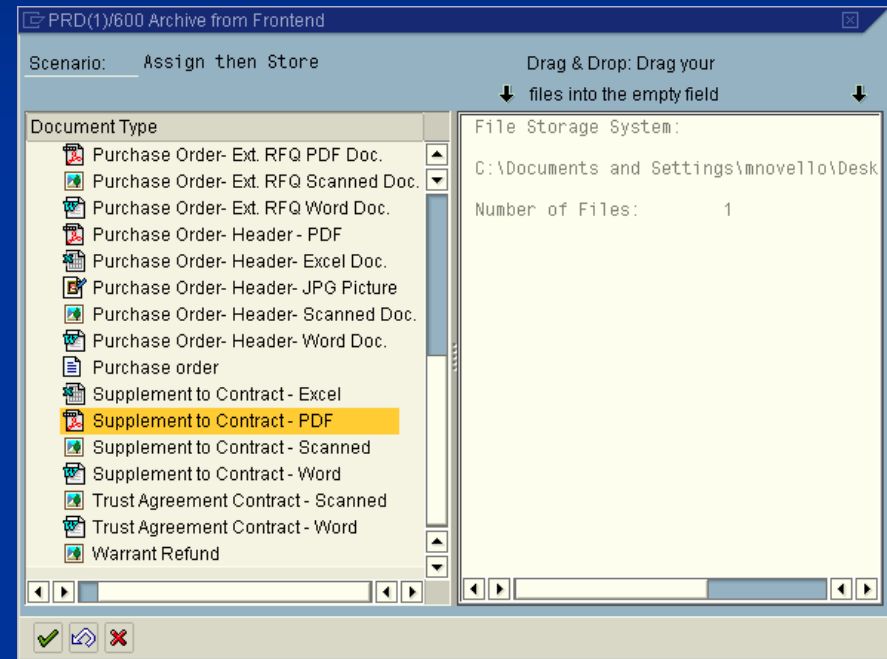 PRD(1)/600 Archive from Frontend
Scenario: Assign then Store
Drag & Drop: Drag your
files into the empty field
Document Type
Purchase Order- Ext. RFQ PDF Doc.
Purchase Order- Ext. RFQ Scanned Doc.
Purchase Order- Ext. RFQ Word Doc.
Purchase Order- Header - PDF
Purchase Order- Header- Excel Doc.
Purchase Order- Header- JPG Picture
Purchase Order- Header- Scanned Doc.
Purchase Order- Header- Word Doc.
Purchase order
Supplement to Contract - Excel
Supplement to Contract - PDF
Supplement to Contract - Scanned
Supplement to Contract - Word
Trust Agreement Contract - Scanned
Trust Agreement Contract - Word
Warrant Refund
File Storage System:
C:\Documents and Settings\mnovello\Desk
Number of Files: 1